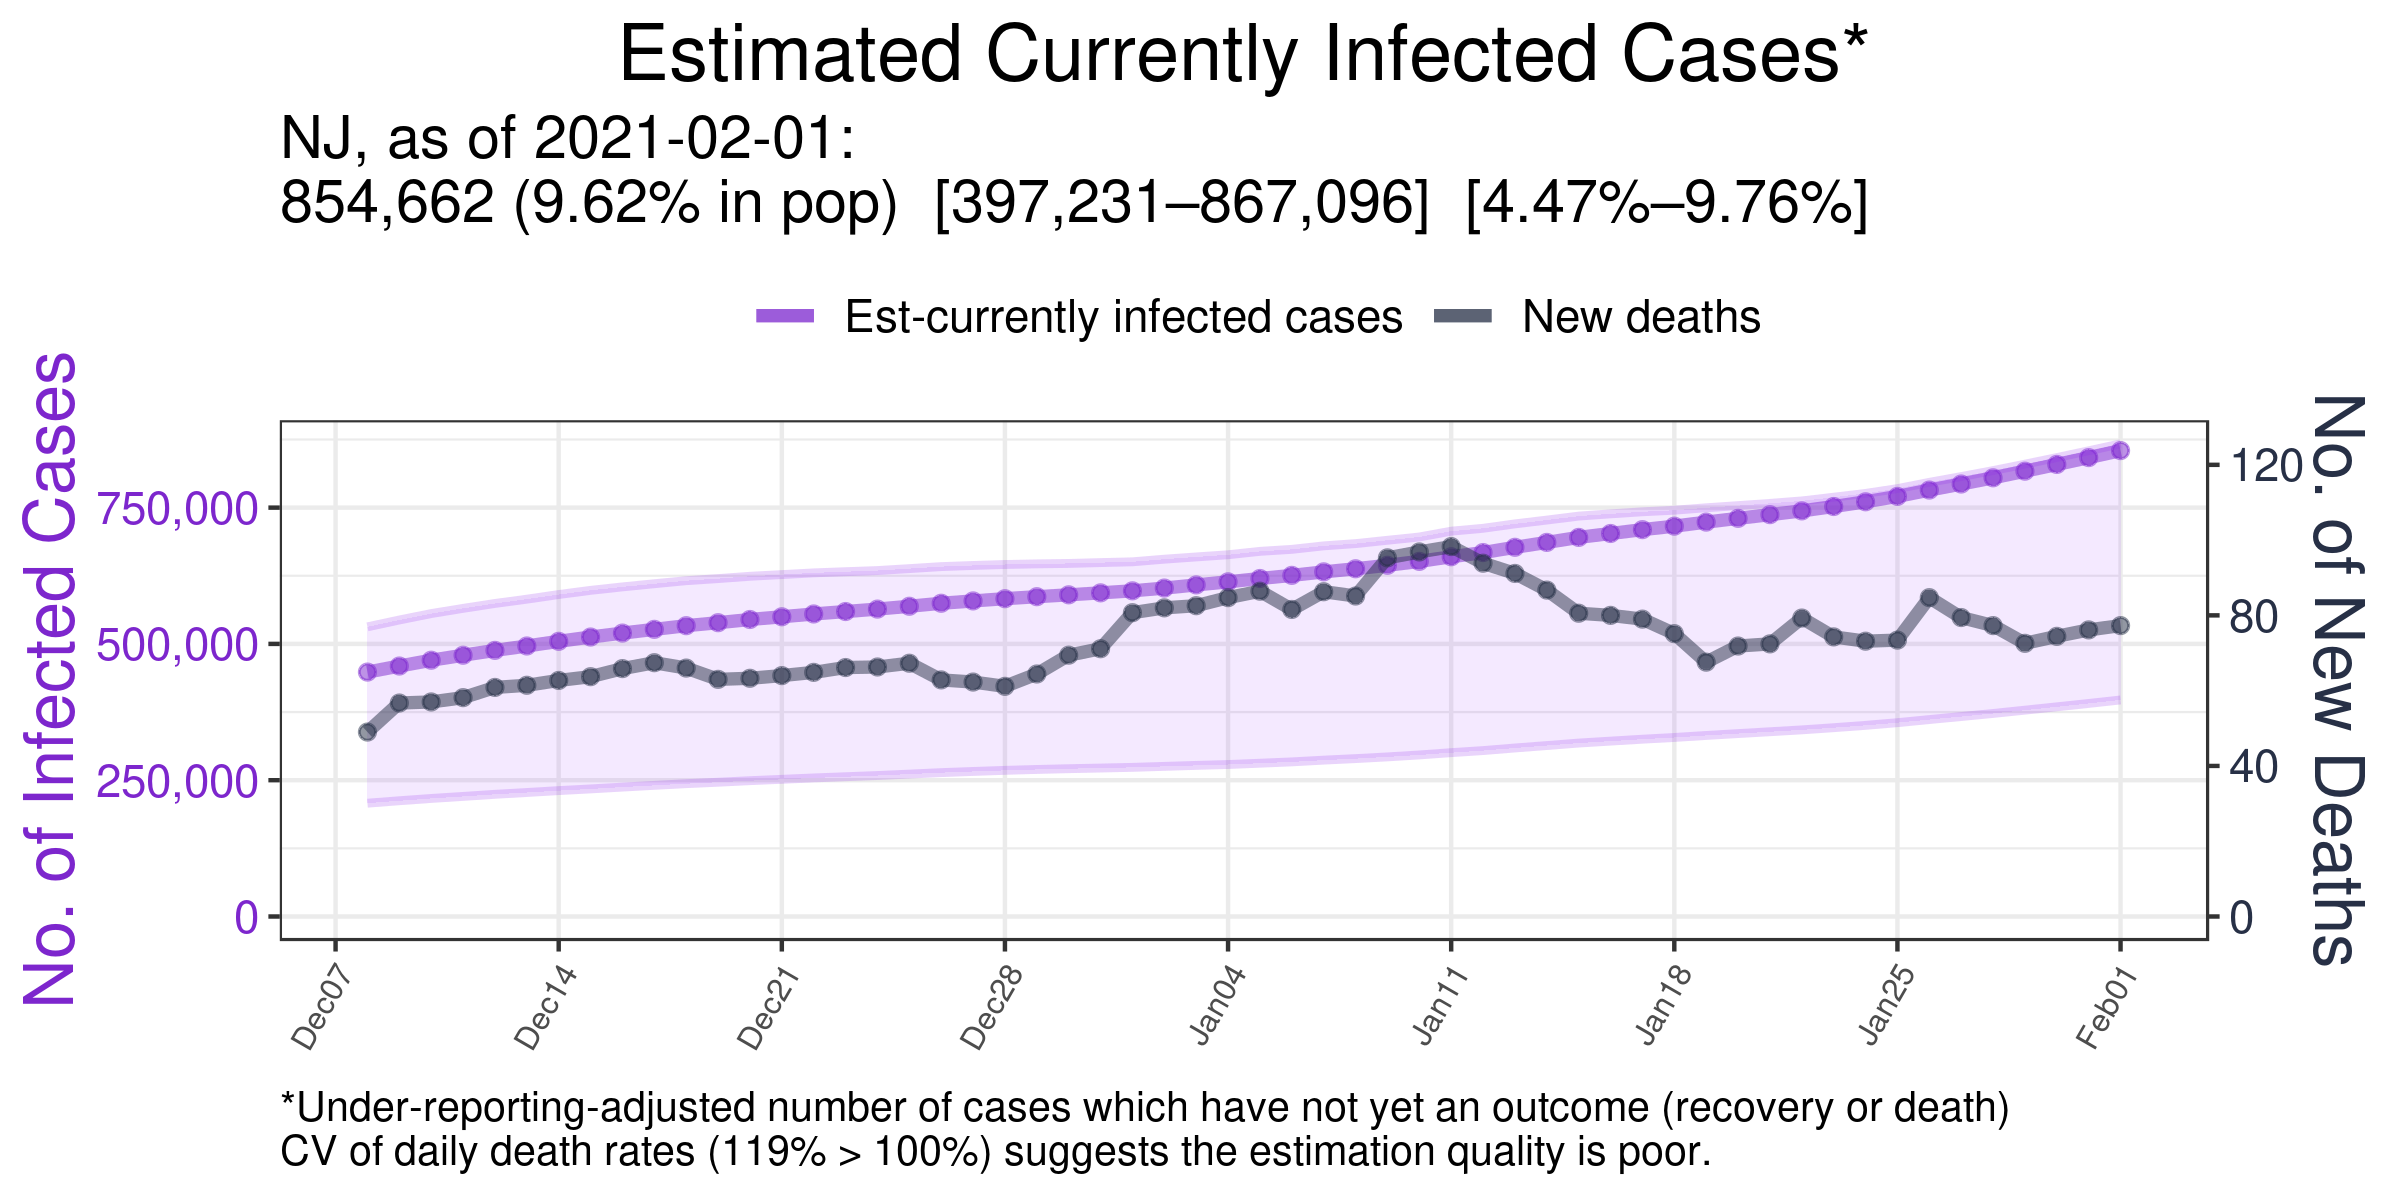 Estimated Currently Infected Cases*
NJ, as of 2021-02-01:
854,662 (9.62% in pop)  [397,231–867,096]  [4.47%–9.76%]
Est-currently infected cases
New deaths
No. of Infected Cases
750,000
500,000
250,000
0
No. of New Deaths
120
80
40
0
Dec07
Dec14
Dec21
Dec28
Jan04
Jan11
Jan18
Jan25
Feb01
*Under-reporting-adjusted number of cases which have not yet an outcome (recovery or death)
CV of daily death rates (119% > 100%) suggests the estimation quality is poor.